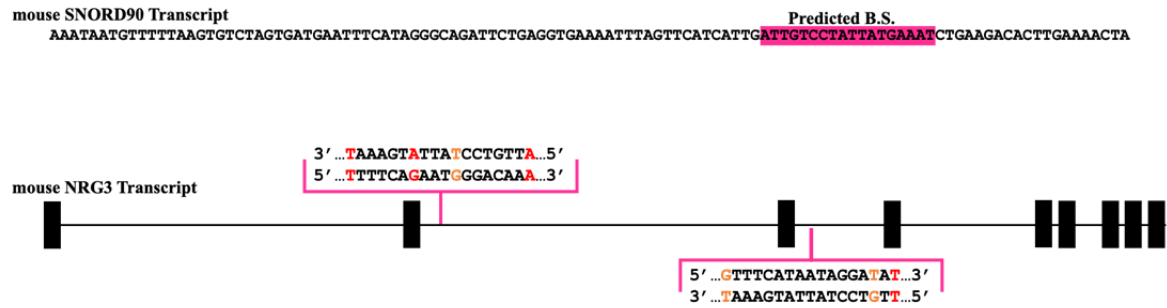 mouse SNORD90 Transcript
Predicted B.S.
AAATAATGTTTTTAAGTGTCTAGTGATGAATTTCATAGGGCAGATTCTGAGGTGAAAATTTAGTTCATCATTGATTGTCCTATTATGAAATCTGAAGACACTTGAAAACTA
3’…TAAAGTATTATCCTGTTA…5’
5’…TTTTCAGAATGGGACAAA…3’
mouse NRG3 Transcript
5’…GTTTCATAATAGGATAT…3’
3’…TAAAGTATTATCCTGTT…5’